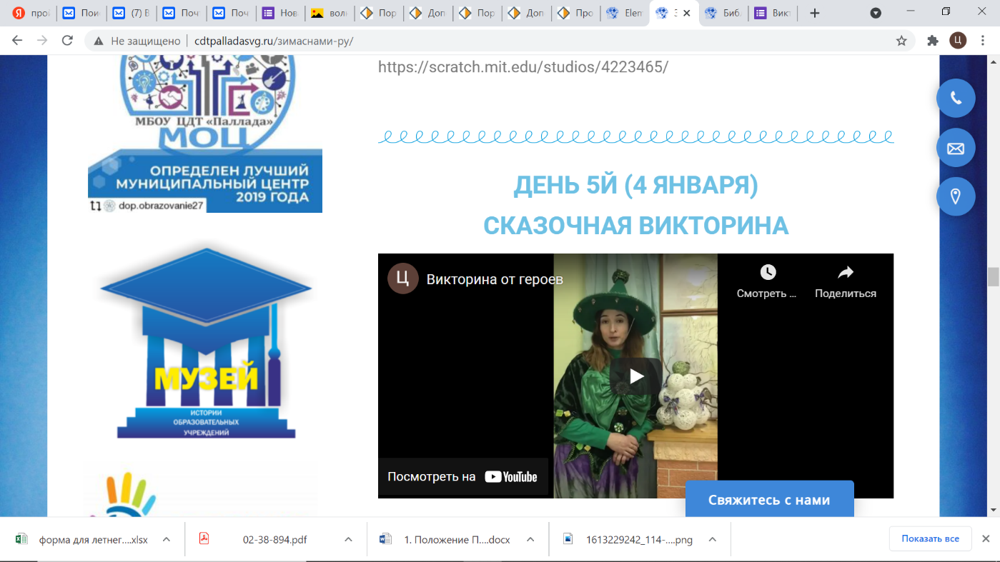 прой
Пои
(7) В
Поч
Поч
Нов
вол
Пор
Доп
Пор
Доп
Про
Elem
Биб
Викт
Не защищено
cdtpalladasvg.ru/зимаснами-ру/
Ц
https://scratch.mit.edu/studios/4223465/
МБОУ ЦДТ «Паллада»
МОЦ
ОПРЕДЕЛЕН ЛУЧШИЙ
МУНИЦИПАЛЬНЫЙ ЦЕНТР
2019 ГОДА
dop.obrazovanie27
МУЗЕЙ
ИСТОРИИ
ОБРАЗОВАТЕЛЬНЫХ
УЧРЕЖДЕНИЙ
ДЕНЬ 5Й (4 ЯНВАРЯ)
СКАЗОЧНАЯ ВИКТОРИНА
Ц Викторина от героев
Смотреть ...
Поделиться
Посмотреть на YouTube
Свяжитесь с нами
форма для летнег....xlsx
02-38-894.pdf
1. Положение П....docx
1613229242_114-....png
Показать все